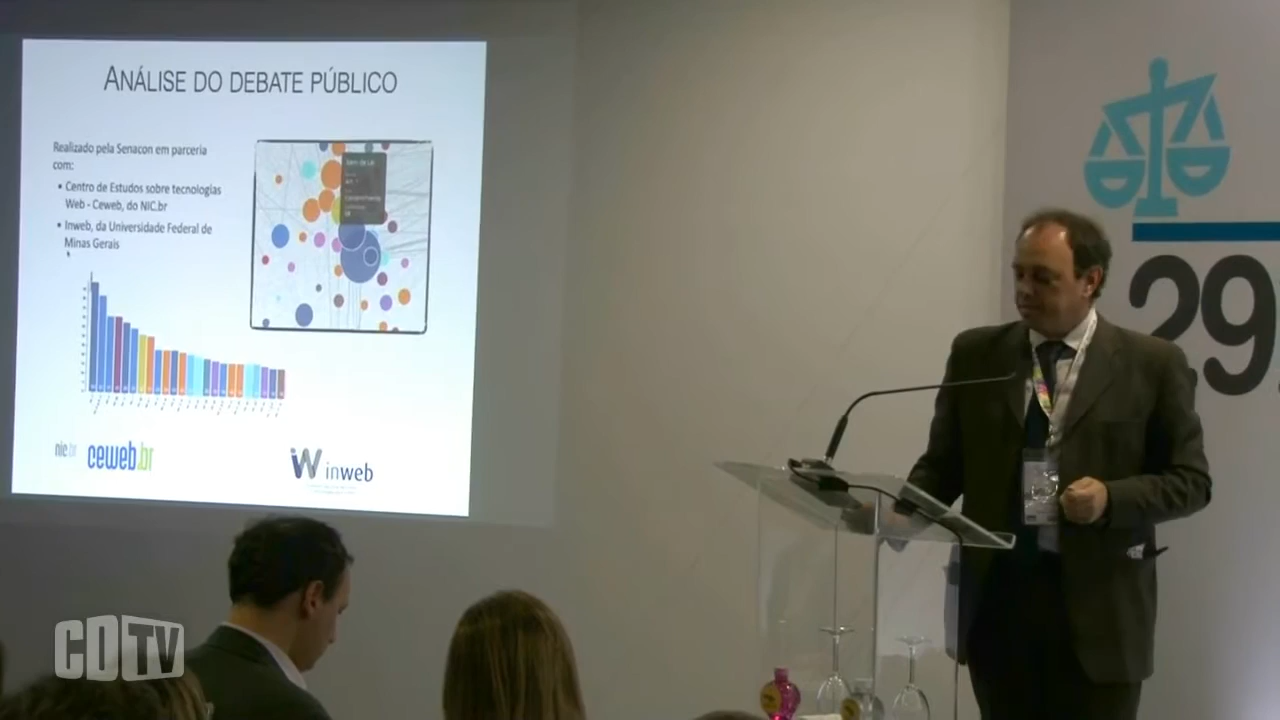 ANÁLISE DO DEBATE PÚBLICO
Realizado pela Senacon em parceria
com:
• Centro de Estudos sobre tecnologias
Web - Ceweb, do NIC.br
• Inweb, da Universidade Federal de
Minas Gerais
nic.br
ceweb.br
inweb
29
CDTV